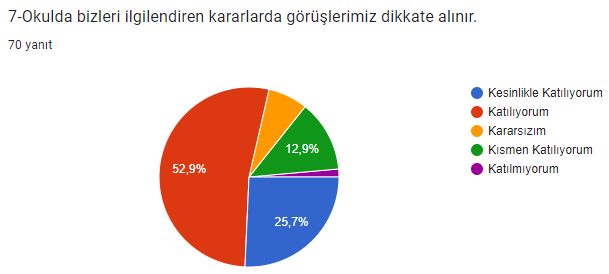 7-Okulda bizleri ilgilendiren kararlarda görüşlerimiz dikkate alınır.
70 yanıt
Kesinlikle Katılıyorum
Katılıyorum
Kararsızım
Kısmen Katılıyorum
Katılmıyorum
12,9%
52,9%
25,7%